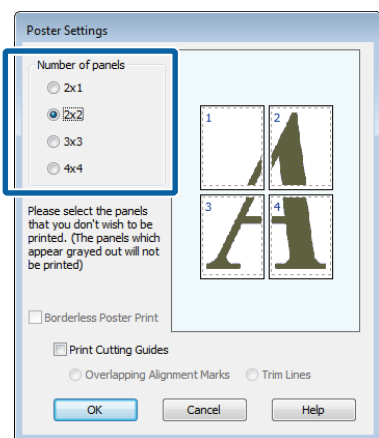 Poster Settings
Number of panels
2x1
2x2
3x3
4x4
1
2
3
4
A
Please select the panels
that you don't wish to be
printed. (The panels which
appear grayed out will not
be printed)
Borderless Poster Print
Print Cutting Guides
Overlapping Alignment Marks
Trim Lines
OK
Cancel
Help